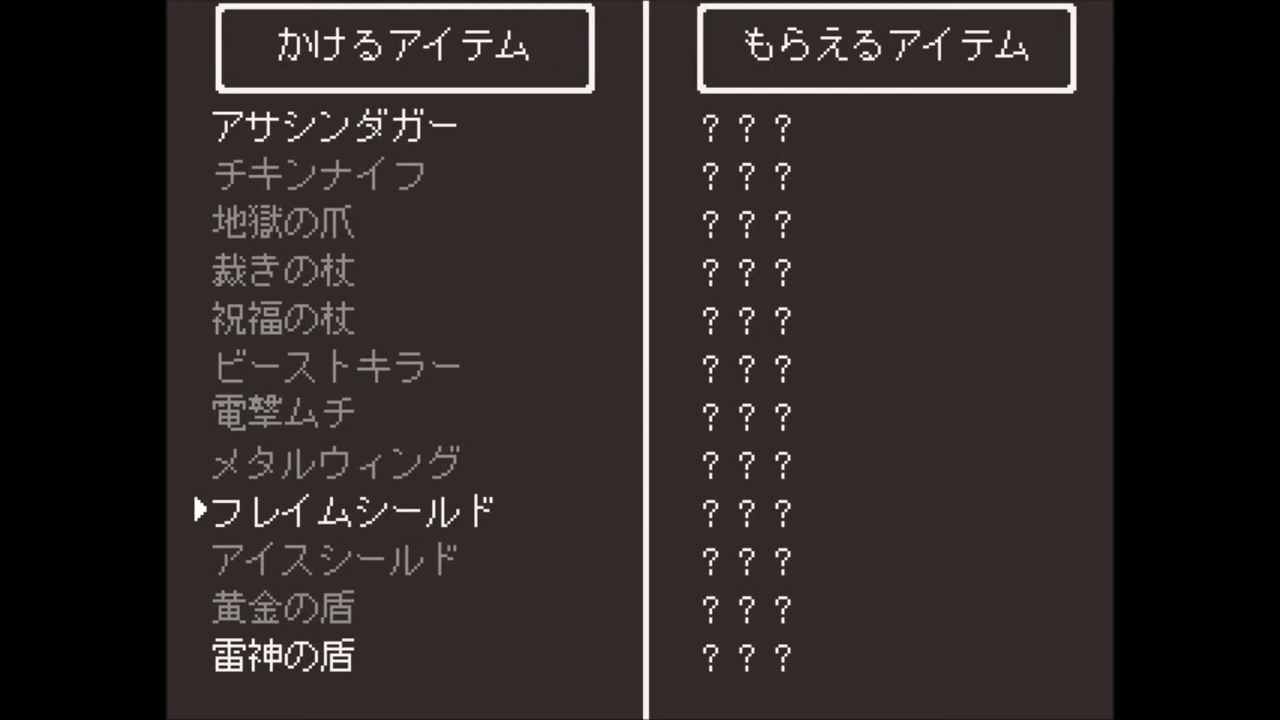 かけるアイテム
もらえるアイテム
アサシンダガー ？？？
チキンナイフ ？？？
地獄の爪 ？？？
裁きの杖 ？？？
祝福の杖 ？？？
ビーストキラー ？？？
電撃ムチ ？？？
メタルウィング ？？？
フレイムシールド ？？？
アイスシールド ？？？
黄金の盾 ？？？
雷神の盾 ？？？